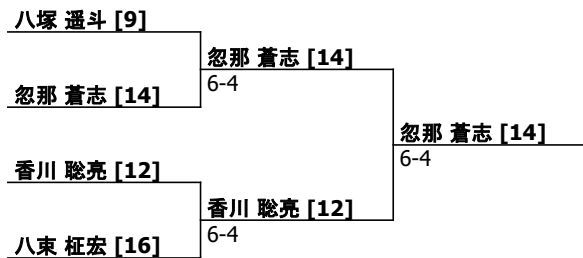 八塚 遥斗 [9]
忽那 蒼志 [14]
忽那 蒼志 [14]
6-4
忽那 蒼志 [14]
6-4
香川 聡亮 [12]
香川 聡亮 [12]
6-4
八束 柾宏 [16]